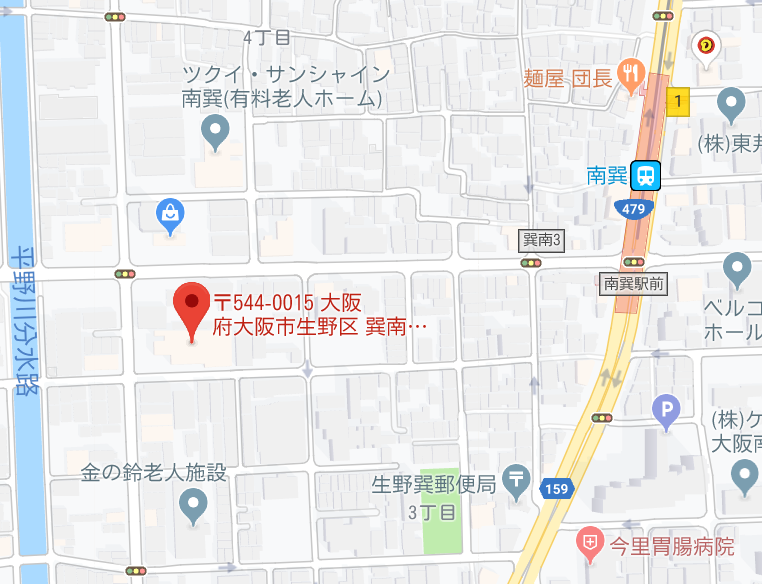 4丁目
ツクイ・サンシャイン
南巽(有料老人ホーム)
麺屋 団長
1
(株)東邦
南巽
479
巽南3
南巽駅前
平野川分水路
〒544-0015 大阪
府大阪市生野区 巽南…
ベルコ
ホール
P
(株)ケ
大阪南
金の鈴老人施設
生野巽郵便局
159
3丁目
今里胃腸病院